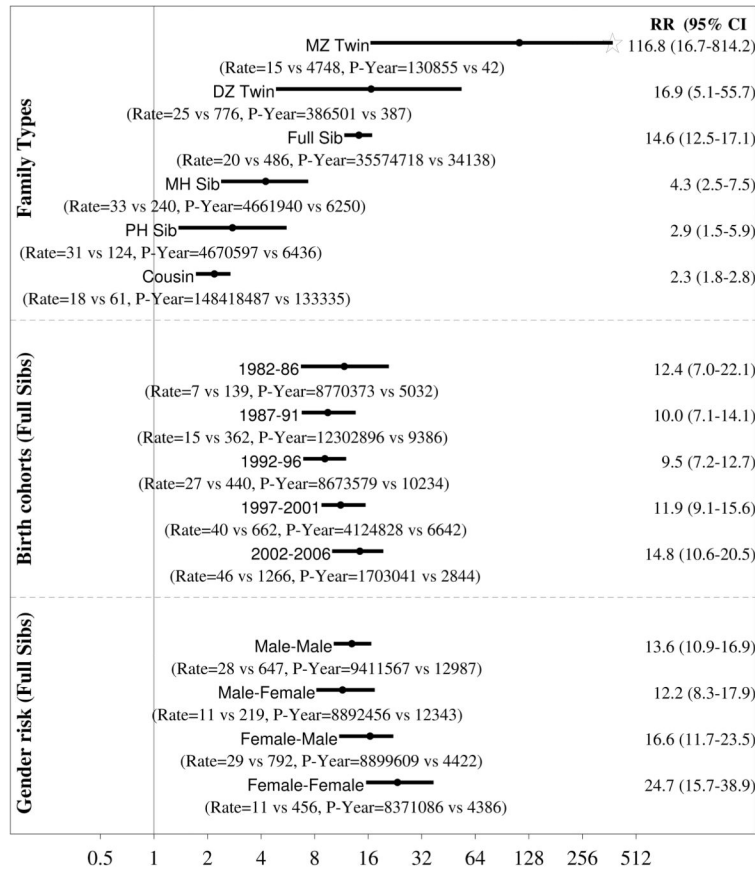 RR (95% CI
MZ Twin 116.8 (16.7-814.2)
(Rate=15 vs 4748, P-Year=130855 vs 42)
DZ Twin 16.9 (5.1-55.7)
(Rate=25 vs 776, P-Year=386501 vs 387)
Full Sib 14.6 (12.5-17.1)
(Rate=20 vs 486, P-Year=35574718 vs 34138)
MH Sib 4.3 (2.5-7.5)
(Rate=33 vs 240, P-Year=4661940 vs 6250)
PH Sib 2.9 (1.5-5.9)
(Rate=31 vs 124, P-Year=4670597 vs 6436)
Cousin 2.3 (1.8-2.8)
(Rate=18 vs 61, P-Year=148418487 vs 133335)
Family Types
1982-86 12.4 (7.0-22.1)
(Rate=7 vs 139, P-Year=8770373 vs 5032)
1987-91 10.0 (7.1-14.1)
(Rate=15 vs 362, P-Year=12302896 vs 9386)
1992-96 9.5 (7.2-12.7)
(Rate=27 vs 440, P-Year=8673579 vs 10234)
1997-2001 11.9 (9.1-15.6)
(Rate=40 vs 662, P-Year=4124828 vs 6642)
2002-2006 14.8 (10.6-20.5)
(Rate=46 vs 1266, P-Year=1703041 vs 2844)
Birth cohorts (Full Sibs)
Male-Male 13.6 (10.9-16.9)
(Rate=28 vs 647, P-Year=9411567 vs 12987)
Male-Female 12.2 (8.3-17.9)
(Rate=11 vs 219, P-Year=8892456 vs 12343)
Female-Male 16.6 (11.7-23.5)
(Rate=29 vs 792, P-Year=8899609 vs 4422)
Female-Female 24.7 (15.7-38.9)
(Rate=11 vs 456, P-Year=8371086 vs 4386)
Gender risk (Full Sibs)
0.5 1 2 4 8 16 32 64 128 256 512